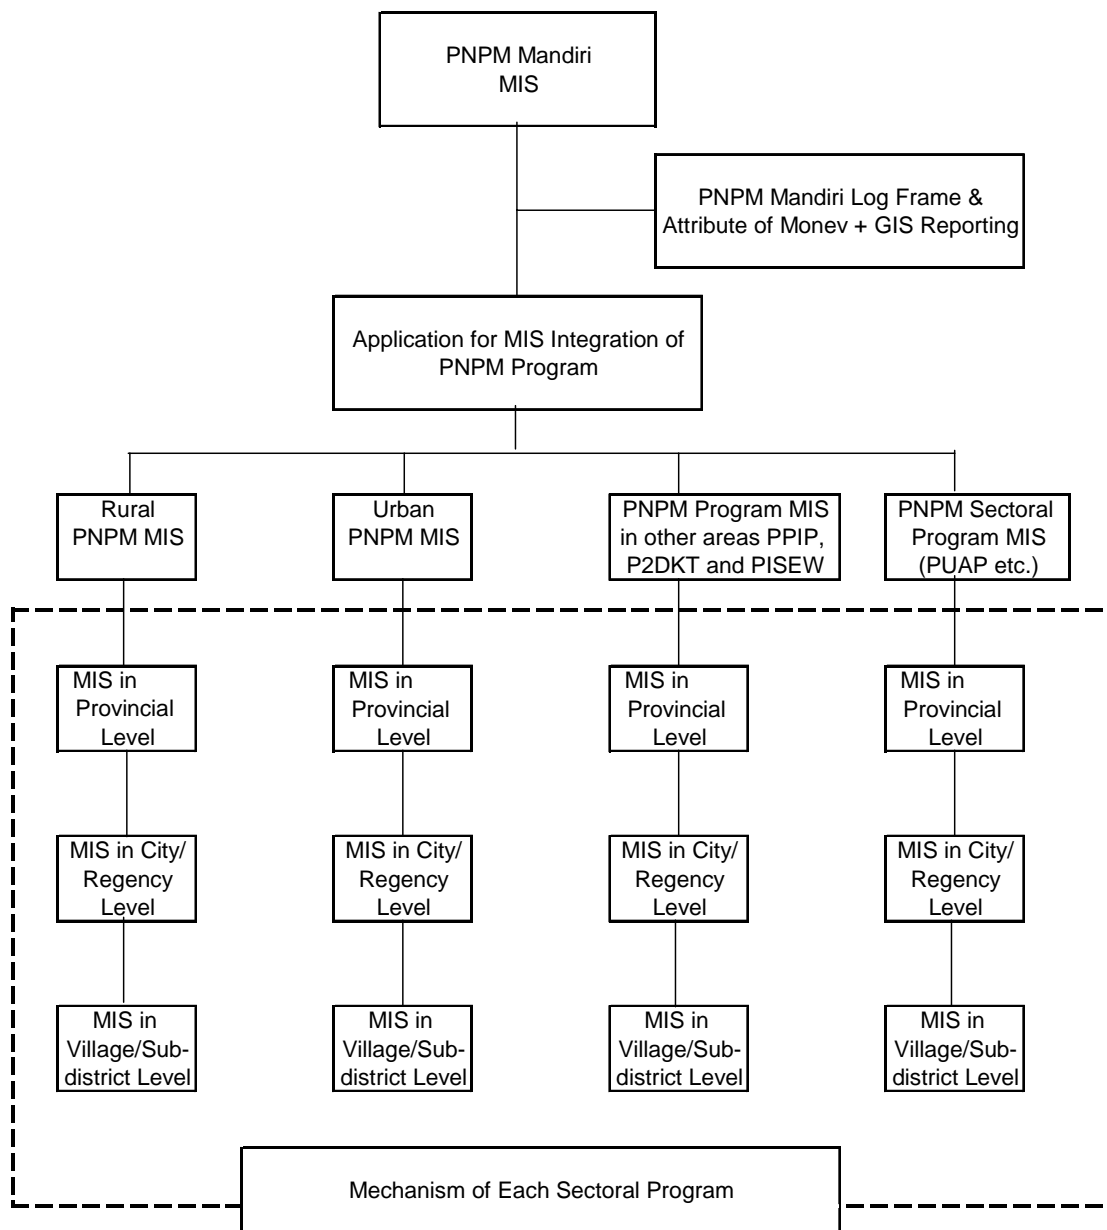 PNPM Mandiri
MIS
PNPM Mandiri Log Frame &
Attribute of Monev + GIS Reporting
Application for MIS Integration of
PNPM Program
Rural
PNPM MIS
Urban
PNPM MIS
PNPM Program MIS
in other areas PPIP,
P2DKT and PISEW
PNPM Sectoral
Program MIS
(PUAP etc.)
MIS in
Provincial
Level
MIS in
Provincial
Level
MIS in
Provincial
Level
MIS in
Provincial
Level
MIS in City/
Regency
Level
MIS in City/
Regency
Level
MIS in City/
Regency
Level
MIS in City/
Regency
Level
MIS in
Village/Sub-
district Level
MIS in
Village/Sub-
district Level
MIS in
Village/Sub-
district Level
MIS in
Village/Sub-
district Level
Mechanism of Each Sectoral Program